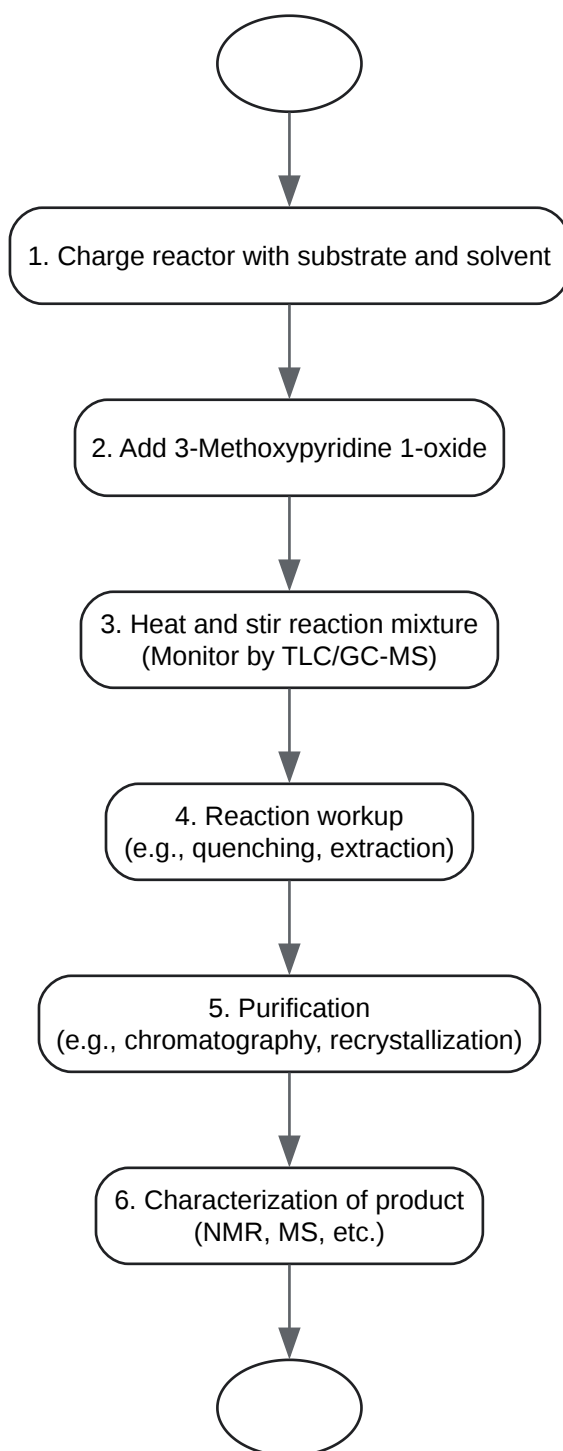 1. Charge reactor with substrate and solvent
2. Add 3-Methoxypyridine 1-oxide
3. Heat and stir reaction mixture
(Monitor by TLC/GC-MS)
4. Reaction workup
(e.g., quenching, extraction)
5. Purification
(e.g., chromatography, recrystallization)
6. Characterization of product
(NMR, MS, etc.)